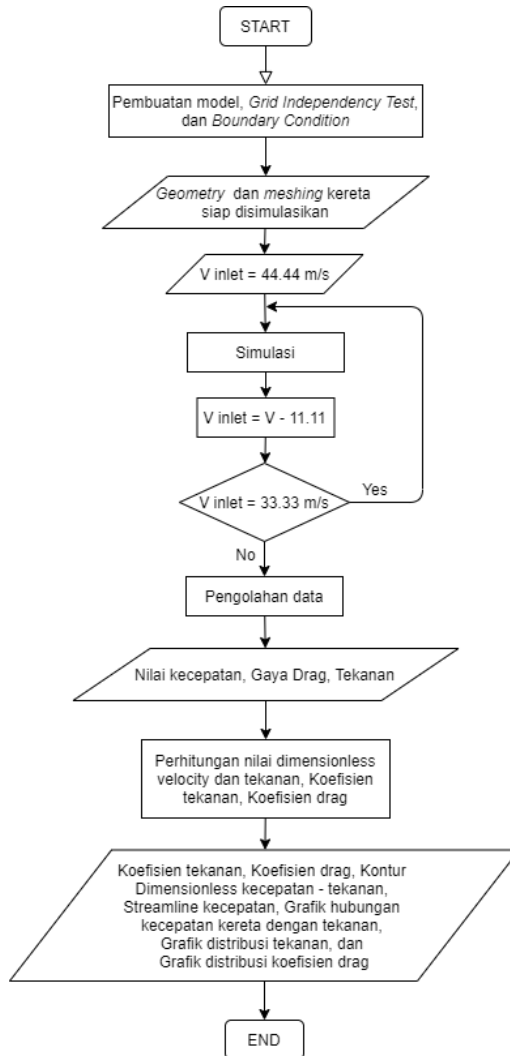 START
Pembuatan model, Grid Independency Test,
dan Boundary Condition
Geometry dan meshing kereta
siap disimulasikan
V inlet = 44.44 m/s
Simulasi
V inlet = V - 11.11
V inlet = 33.33 m/s
Yes
No
Pengolahan data
Nilai kecepatan, Gaya Drag, Tekanan
Perhitungan nilai dimensionless
velocity dan tekanan, Koefisien
tekanan, Koefisien drag
Koefisien tekanan, Koefisien drag, Kontur
Dimensionless kecepatan - tekanan,
Streamline kecepatan, Grafik hubungan
kecepatan kereta dengan tekanan,
Grafik distribusi tekanan, dan
Grafik distribusi koefisien drag
END